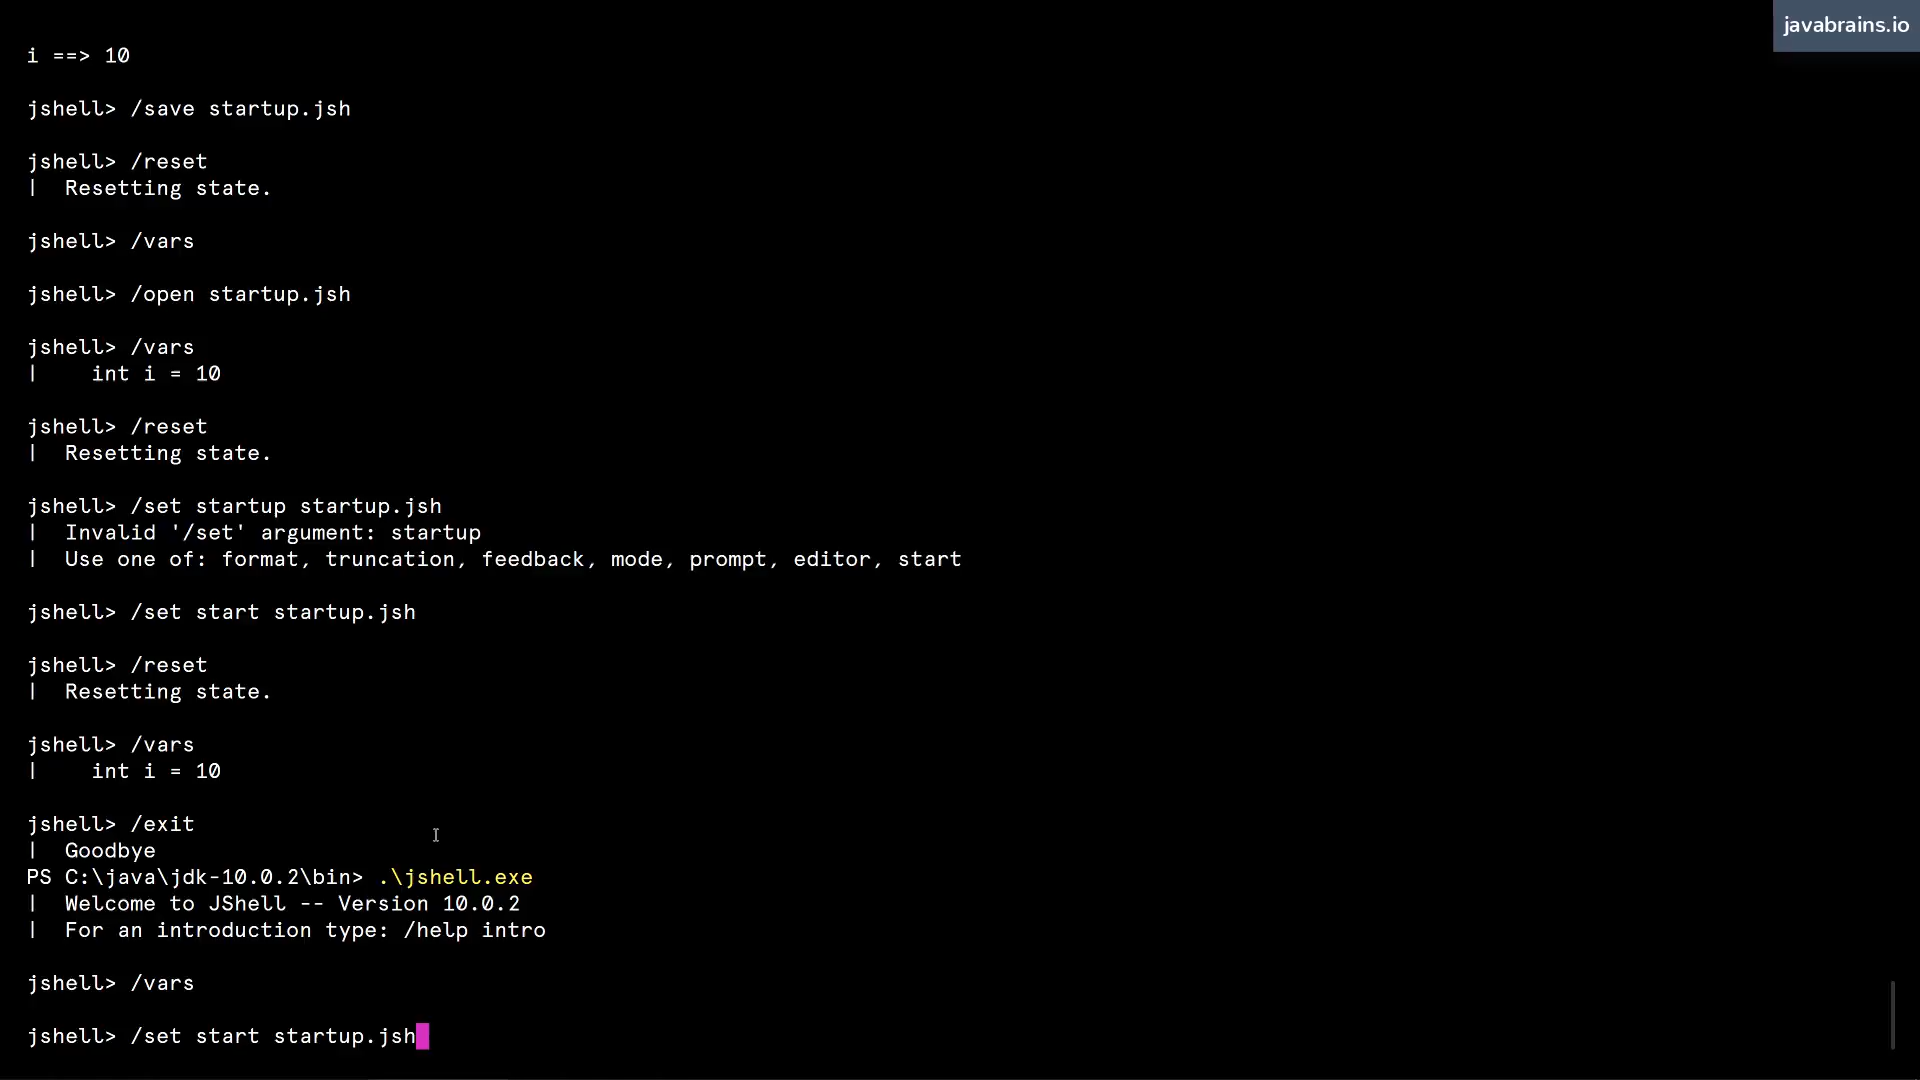 javabrains.io
i ==> 10
jshell> /save startup.jsh
jshell> /reset
| Resetting state.
jshell> /vars
jshell> /open startup.jsh
jshell> /vars
|    int i = 10
jshell> /reset
| Resetting state.
jshell> /set startup startup.jsh
| Invalid '/set' argument: startup
| Use one of: format, truncation, feedback, mode, prompt, editor, start
jshell> /set start startup.jsh
jshell> /reset
| Resetting state.
jshell> /vars
|    int i = 10
jshell> /exit
| Goodbye
PS C:\java\jdk-10.0.2\bin> .\jshell.exe
| Welcome to JShell -- Version 10.0.2
| For an introduction type: /help intro
jshell> /vars
jshell> /set start startup.jsh